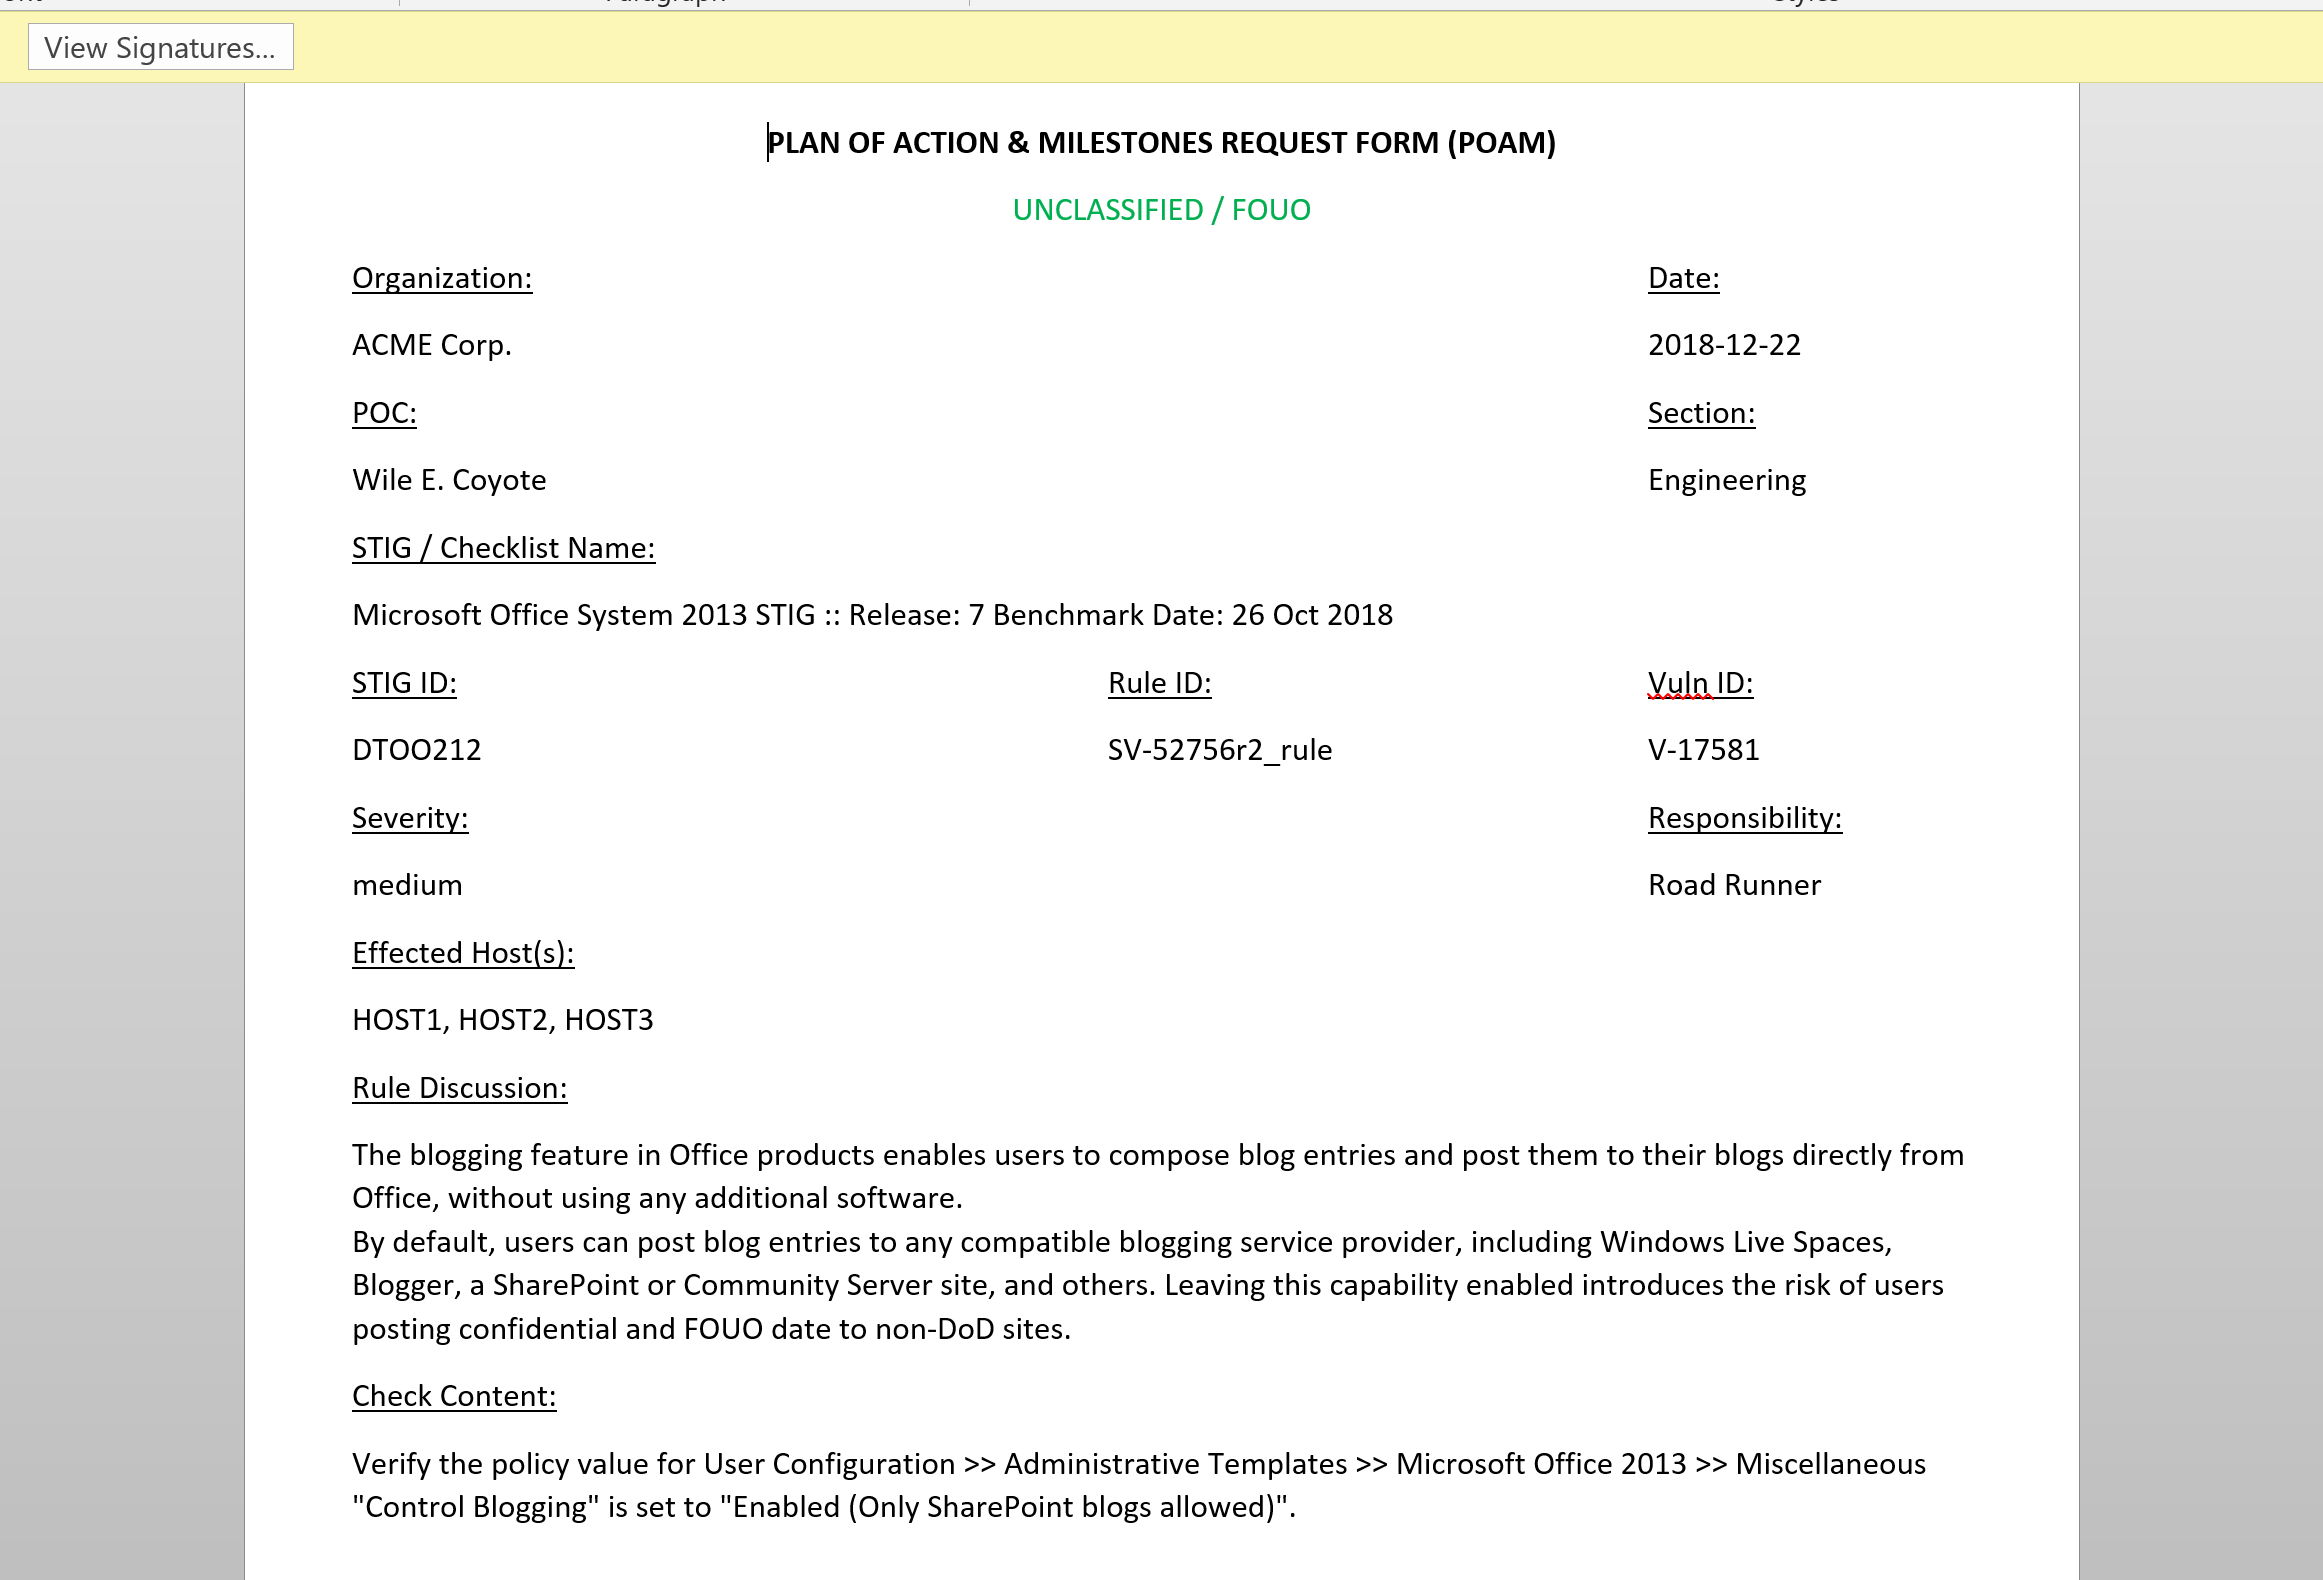 View Signatures...
PLAN OF ACTION & MILESTONES REQUEST FORM (POAM)
UNCLASSIFIED / FOUO
Organization: Date:
ACME Corp. 2018-12-22
POC: Section:
Wile E. Coyote Engineering
STIG / Checklist Name:
Microsoft Office System 2013 STIG :: Release: 7 Benchmark Date: 26 Oct 2018
STIG ID: Rule ID: Vuln ID:
DTOO212 SV-52756r2_rule V-17581
Severity: Responsibility:
medium Road Runner
Effected Host(s):
HOST1, HOST2, HOST3
Rule Discussion:
The blogging feature in Office products enables users to compose blog entries and post them to their blogs directly from
Office, without using any additional software.
By default, users can post blog entries to any compatible blogging service provider, including Windows Live Spaces,
Blogger, a SharePoint or Community Server site, and others. Leaving this capability enabled introduces the risk of users
posting confidential and FOUO date to non-DoD sites.
Check Content:
Verify the policy value for User Configuration >> Administrative Templates >> Microsoft Office 2013 >> Miscellaneous
"Control Blogging" is set to "Enabled (Only SharePoint blogs allowed)".